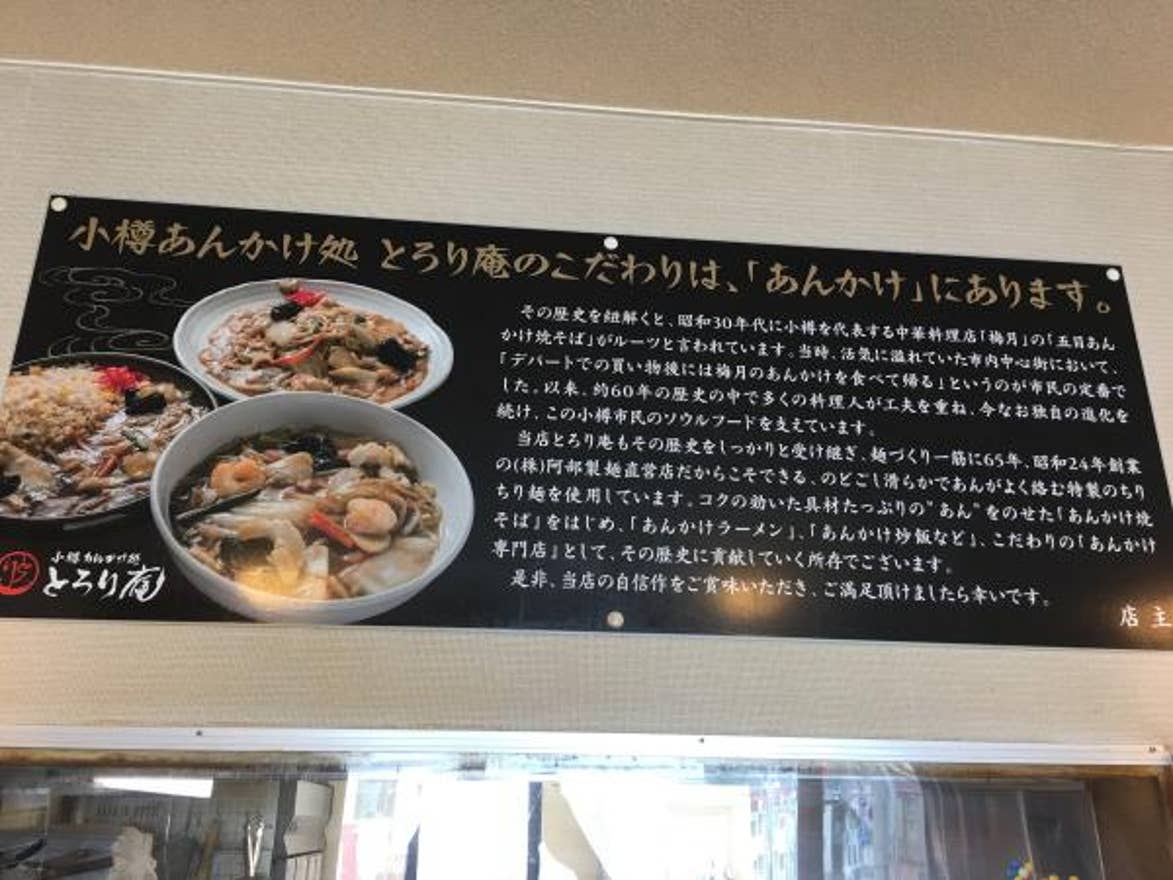 小樽あんかけ処 とろり庵のこだわりは、「あんかけ」にあります。
その歴史を紐解くと、昭和30年代に小樽を代表する中華料理店「梅月」の「五目あん
かけ焼そば」がルーツと言われています。当時、活気に溢れていた市内中心街において、
「デパートでの買い物後には梅月のあんかけを食べて帰る」というのが市民の定番で
した。以来、約60年の歴史の中で多くの料理人が工夫を重ね、今なお独自の進化を
続け、この小樽市民のソウルフードを支えています。
当店とろり庵もその歴史をしっかりと受け継ぎ、麺づくり一筋に65年、昭和24年創業
の(株)阿部製麺直営店だからこそできる、のどごし滑らかであんがよく絡む特製のちり
ちり麺を使用しています。コクの効いた具材たっぷりの"あん"をのせた「あんかけ焼
そば」をはじめ、「あんかけラーメン」、「あんかけ炒飯など」、こだわりの「あんかけ
専門店」として、その歴史に貢献していく所存でございます。
是非、当店の自信作をご賞味いただき、ご満足頂けましたら幸いです。
店主
小樽あんかけ処
とろり庵